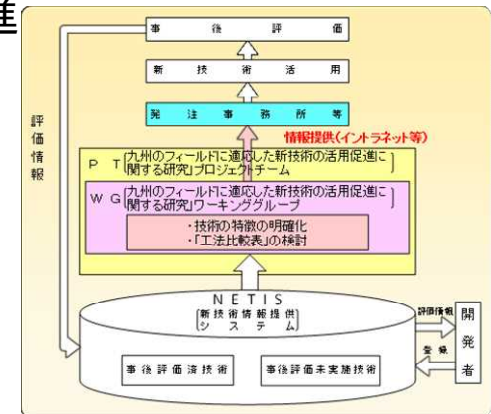 進
事後評価
新技術活用
発注事務所等
情報提供(イントラネット等)
評価情報
PT[九州のフィールドに適応した新技術の活用促進に
関する研究」プロジェクトチーム]
WG[九州のフィールドに適応した新技術の活用促進に
関する研究」ワーキンググループ]
・技術の特徴の明確化
・「工法比較表」の検討
NETIS
[新技術情報提供
システム]
事後評価済技術
事後評価未実施技術
評価情報
登録
開発者